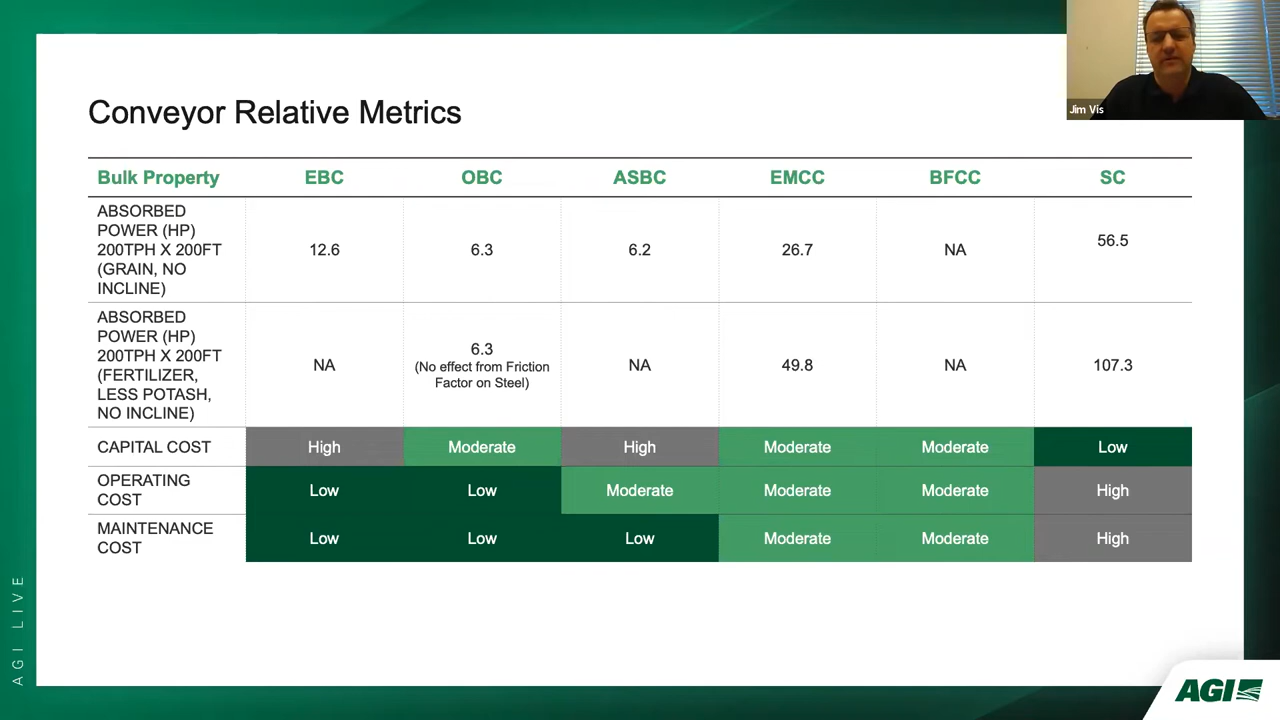 Jim Vis
Conveyor Relative Metrics
Bulk Property EBC OBC ASBC EMCC BFCC SC
ABSORBED
POWER (HP)
200TPH X 200FT
(GRAIN, NO
INCLINE)
12.6 6.3 6.2 26.7 NA 56.5
ABSORBED
POWER (HP)
200TPH X 200FT
(FERTILIZER,
LESS POTASH,
NO INCLINE)
NA
6.3
(No effect from Friction
Factor on Steel)
NA 49.8 NA 107.3
CAPITAL COST High Moderate High Moderate Moderate Low
OPERATING
COST
Low Low Moderate Moderate Moderate High
MAINTENANCE
COST
Low Low Low Moderate Moderate High
AGI LIVE
AGI